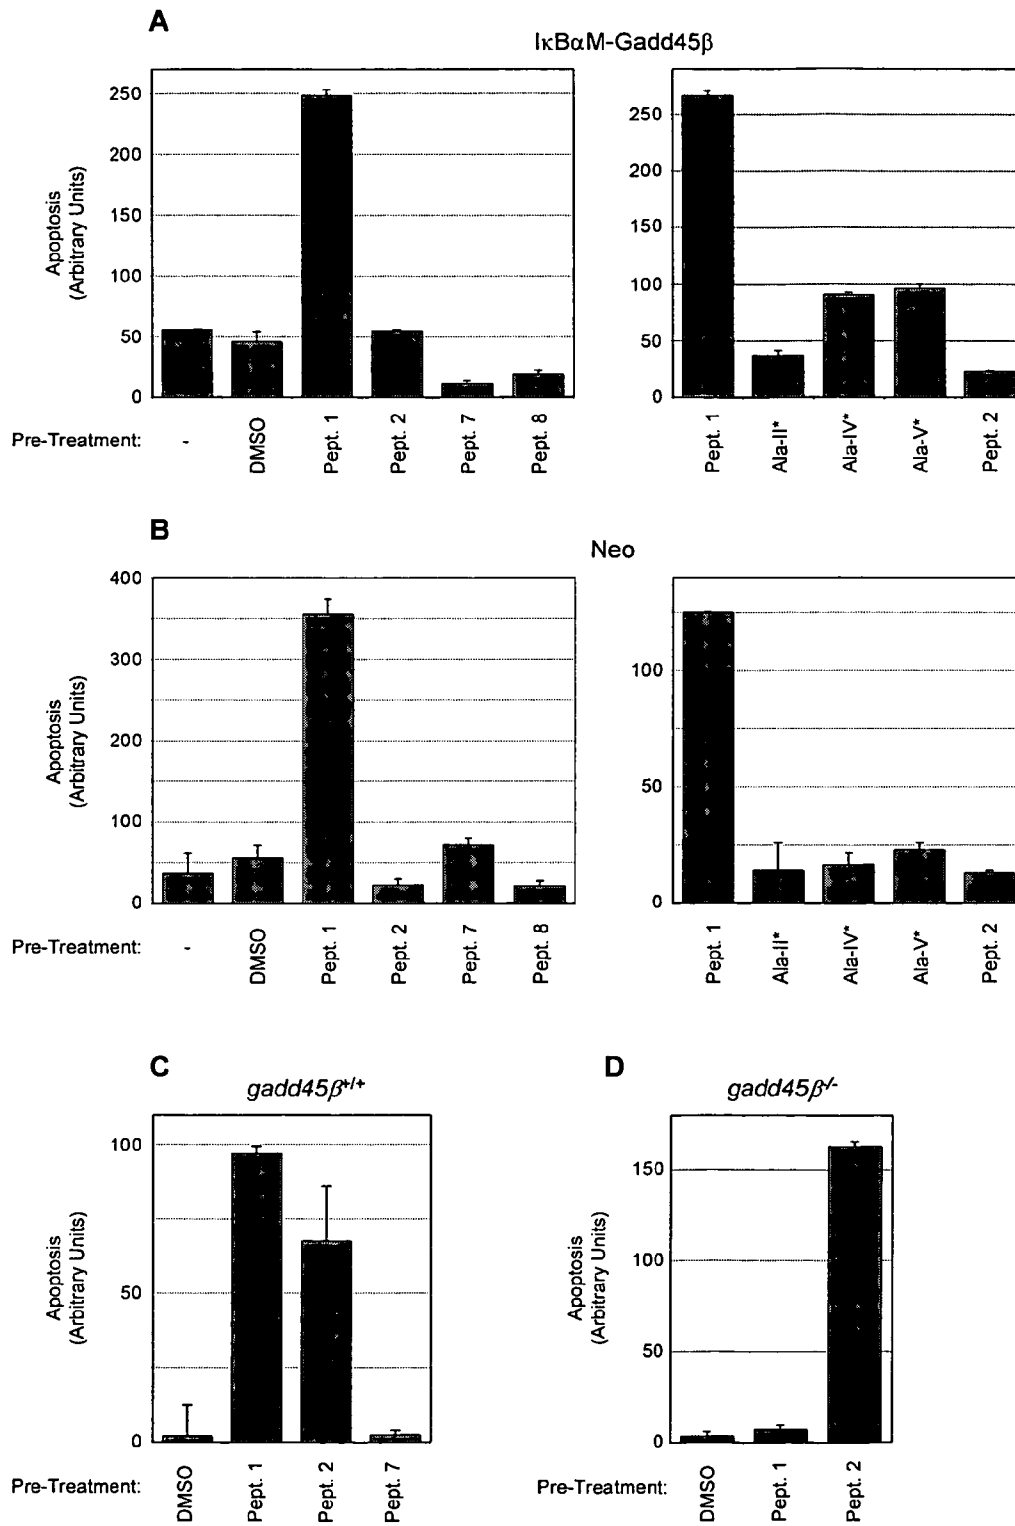 A
IκBαM-Gadd45β
Apoptosis
(Arbitrary Units)
250
200
150
100
50
0
250
200
150
100
50
0
Pre-Treatment:
-
DMSO
Pept. 1
Pept. 2
Pept. 7
Pept. 8
Pept. 1
Ala-II*
Ala-IV*
Ala-V*
Pept. 2
B
Neo
Apoptosis
(Arbitrary Units)
400
300
200
100
0
100
50
0
Pre-Treatment:
-
DMSO
Pept. 1
Pept. 2
Pept. 7
Pept. 8
Pept. 1
Ala-II*
Ala-IV*
Ala-V*
Pept. 2
C
gadd45β+/+
Apoptosis
(Arbitrary Units)
100
50
0
Pre-Treatment:
DMSO
Pept. 1
Pept. 2
Pept. 7
D
gadd45β-/-
Apoptosis
(Arbitrary Units)
150
100
50
0
Pre-Treatment:
DMSO
Pept. 1
Pept. 2